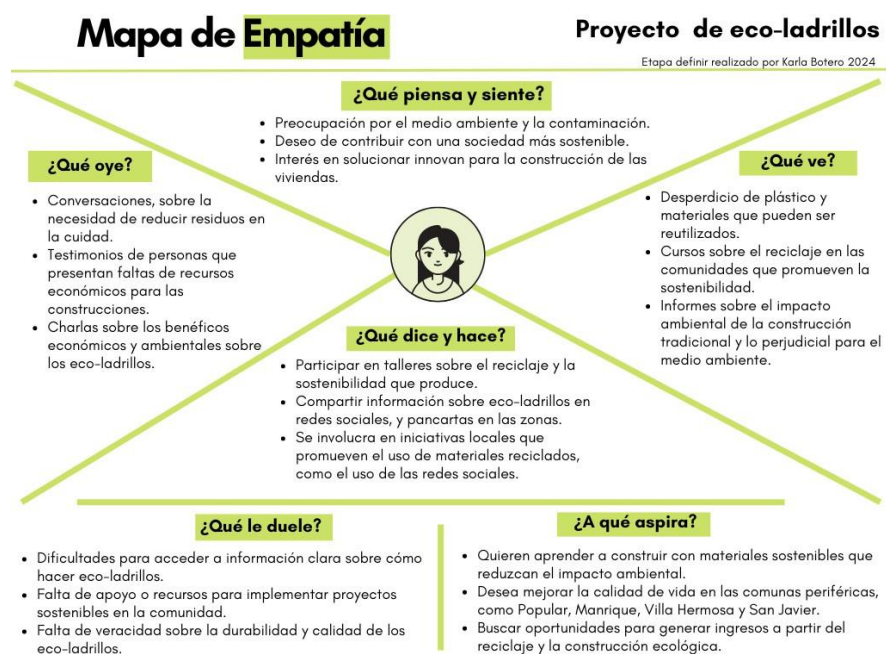 Mapa de Empatía
Proyecto de eco-ladrillos
Etapa definir realizado por Karla Botero 2024
¿Qué piensa y siente?
• Preocupación por el medio ambiente y la contaminación.
• Deseo de contribuir con una sociedad más sostenible.
• Interés en solucionar innovan para la construcción de las
viviendas.
¿Qué oye?
• Conversaciones, sobre la
necesidad de reducir residuos en
la cuidad.
• Testimonios de personas que
presentan faltas de recursos
económicos para las
construcciones.
• Charlas sobre los benéficos
económicos y ambientales sobre
los eco-ladrillos.
¿Qué ve?
• Desperdicio de plástico y
materiales que pueden ser
reutilizados.
• Cursos sobre el reciclaje en las
comunidades que promueven la
sostenibilidad.
• Informes sobre el impacto
ambiental de la construcción
tradicional y lo perjudicial para el
medio ambiente.
¿Qué dice y hace?
• Participar en talleres sobre el reciclaje y la
sostenibilidad que produce.
• Compartir información sobre eco-ladrillos en
redes sociales, y pancartas en las zonas.
• Se involucra en iniciativas locales que
promueven el uso de materiales reciclados,
como el uso de las redes sociales.
¿Qué le duele?
• Dificultades para acceder a información clara sobre cómo
hacer eco-ladrillos.
• Falta de apoyo o recursos para implementar proyectos
sostenibles en la comunidad.
• Falta de veracidad sobre la durabilidad y calidad de los
eco-ladrillos.
¿A qué aspira?
• Quieren aprender a construir con materiales sostenibles que
reduzcan el impacto ambiental.
• Desea mejorar la calidad de vida en las comunas periféricas,
como Popular, Manrique, Villa Hermosa y San Javier.
• Buscar oportunidades para generar ingresos a partir del
reciclaje y la construcción ecológica.